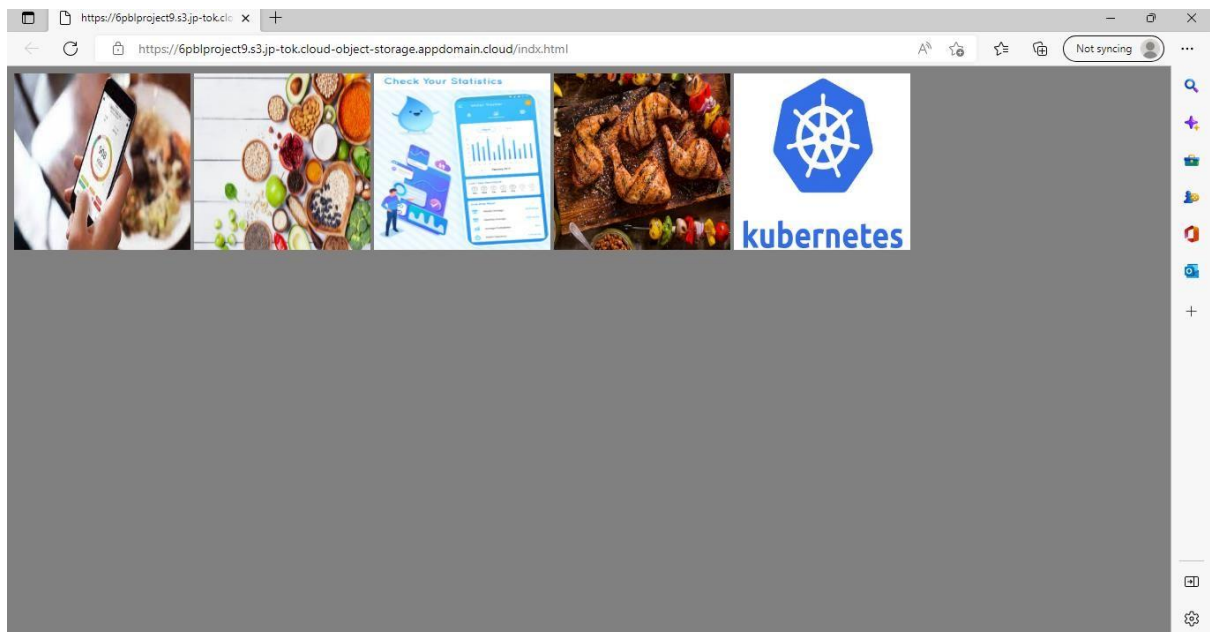 https://6pblproject9.s3.jp-tok.clo
https://6pblproject9.s3.jp-tok.cloud-object-storage.appdomain.cloud/indx.html
Not syncing
Check Your Statistics
kubernetes